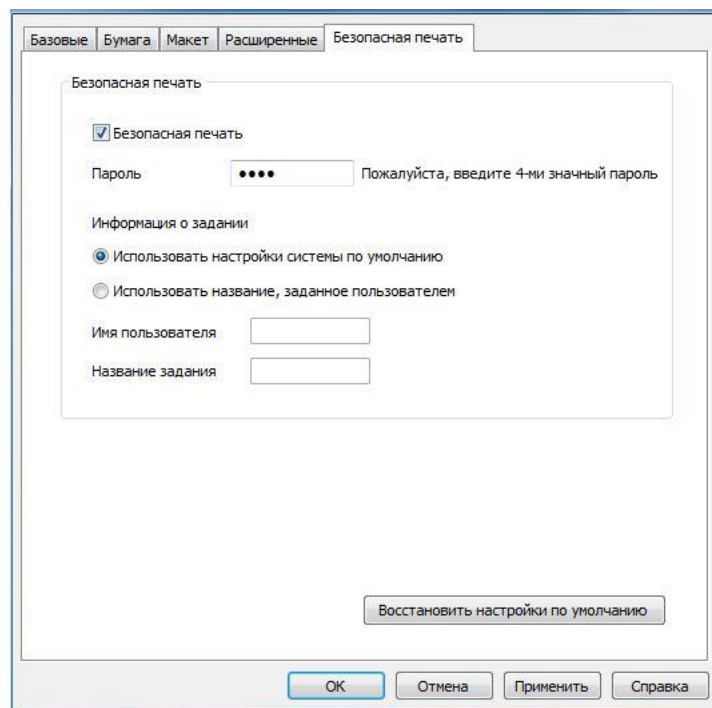 Базовые Бумага Макет Расширенные Безопасная печать
Безопасная печать
Безопасная печать
Пароль •••• Пожалуйста, введите 4-ми значный пароль
Информация о задании
Использовать настройки системы по умолчанию
Использовать название, заданное пользователем
Имя пользователя
Название задания
Восстановить настройки по умолчанию
OK Отмена Применить Справка